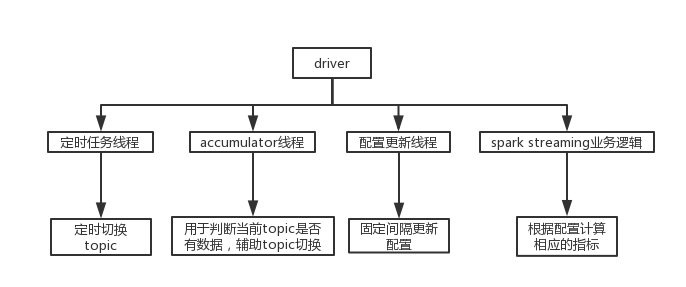 driver
定时任务线程
accumulator线程
配置更新线程
spark streaming业务逻辑
定时切换
topic
用于判断当前topic是否
有数据，辅助topic切换
固定间隔更新
配置
根据配置计算
相应的指标